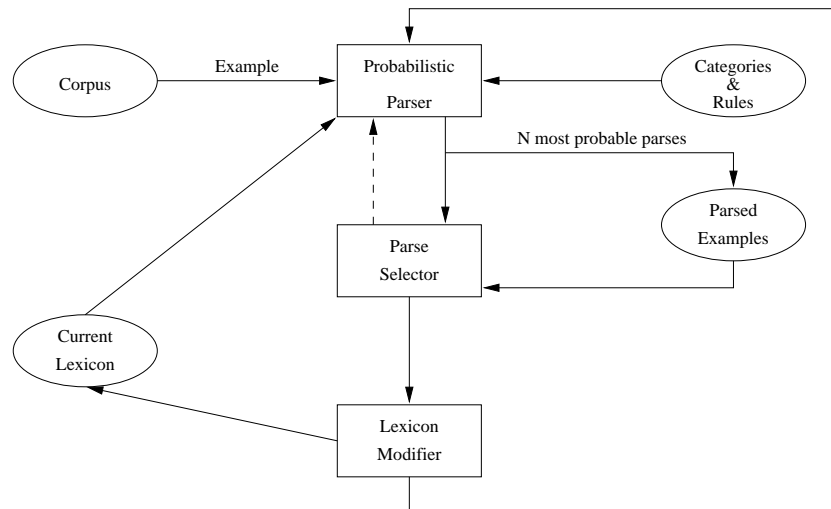 Corpus
Example
Probabilistic
Parser
Categories
&
Rules
N most probable parses
Parsed
Examples
Parse
Selector
Current
Lexicon
Lexicon
Modifier